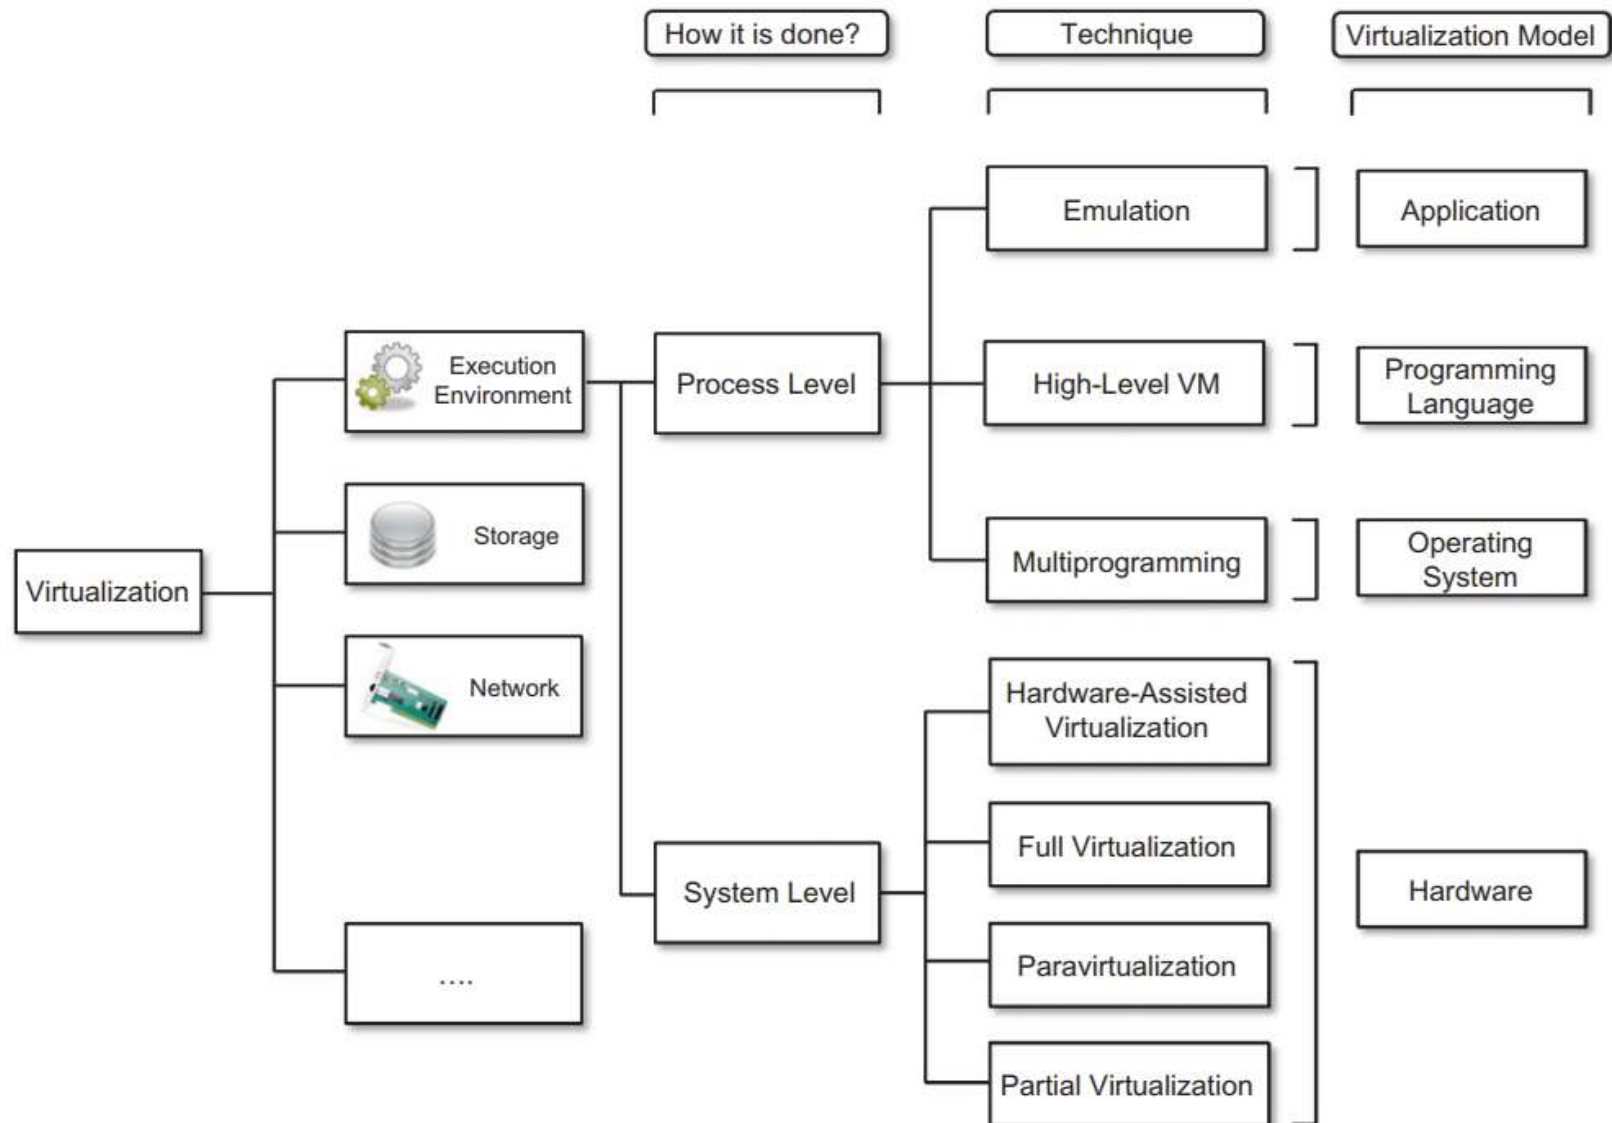 How it is done?
Technique
Virtualization Model
Emulation
Application
Execution
Environment
Process Level
High-Level VM
Programming
Language
Storage
Multiprogramming
Operating
System
Virtualization
Network
Hardware-Assisted
Virtualization
Full Virtualization
System Level
Hardware
Paravirtualization
....
Partial Virtualization